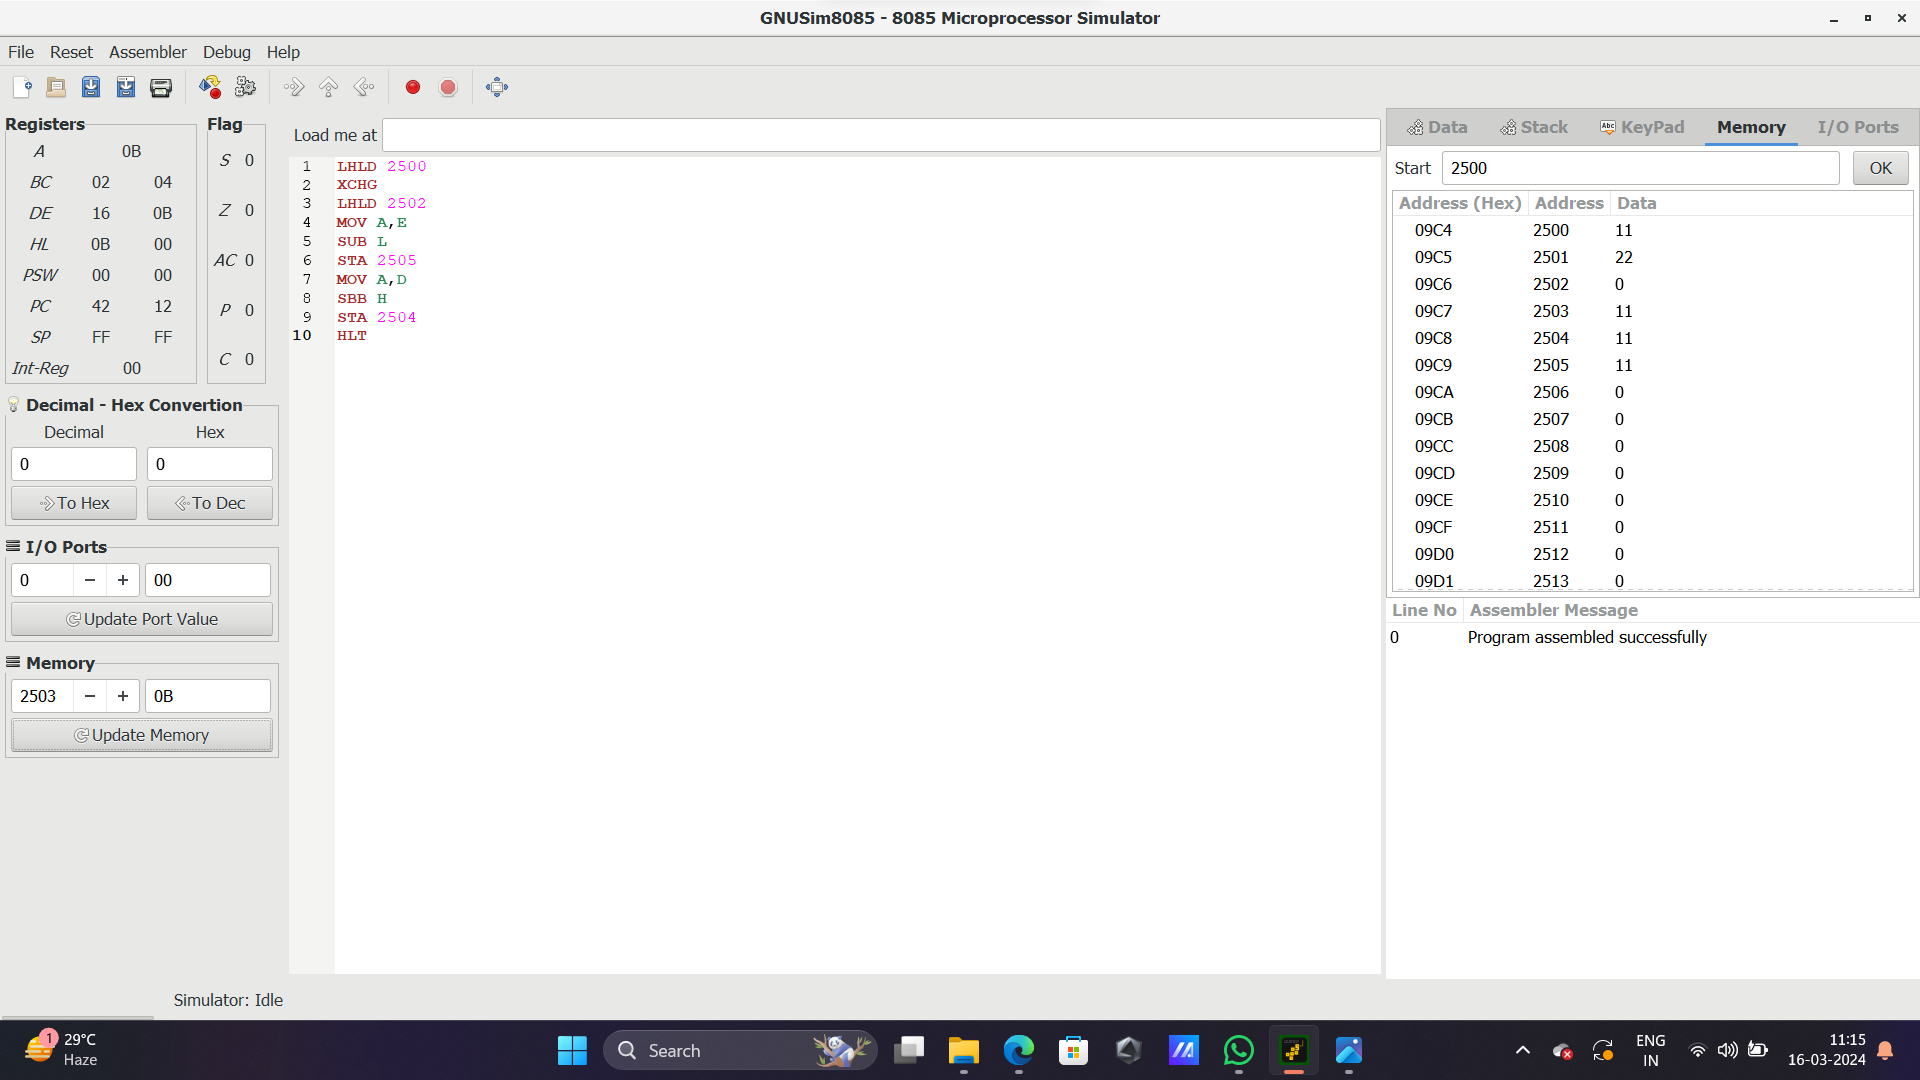 GNUSim8085 - 8085 Microprocessor Simulator
File Reset Assembler Debug Help
Registers
A 0B
BC 02 04
DE 16 0B
HL 0B 00
PSW 00 00
PC 42 12
SP FF FF
Int-Reg 00
Flag
S 0
Z 0
AC 0
P 0
C 0
Decimal - Hex Convertion
Decimal Hex
0 0
To Hex To Dec
I/O Ports
0 − + 00
Update Port Value
Memory
2503 − + 0B
Update Memory
Load me at
1 LHLD 2500
2 XCHG
3 LHLD 2502
4 MOV A,E
5 SUB L
6 STA 2505
7 MOV A,D
8 SBB H
9 STA 2504
10 HLT
Data Stack Abc KeyPad Memory I/O Ports
Start 2500 OK
Address (Hex) Address Data
09C4 2500 11
09C5 2501 22
09C6 2502 0
09C7 2503 11
09C8 2504 11
09C9 2505 11
09CA 2506 0
09CB 2507 0
09CC 2508 0
09CD 2509 0
09CE 2510 0
09CF 2511 0
09D0 2512 0
09D1 2513 0
Line No Assembler Message
0 Program assembled successfully
Simulator: Idle
1 29°C
Haze
Search
ENG
IN
11:15
16-03-2024